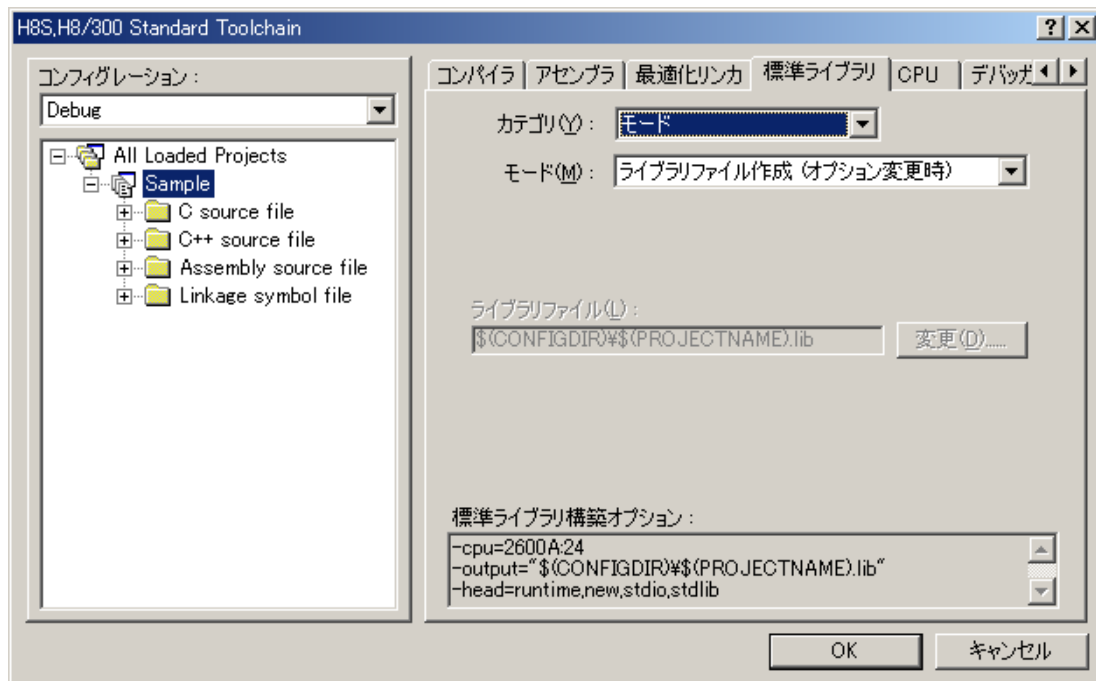 H8S,H8/300 Standard Toolchain
コンフィグレーション :
Debug
All Loaded Projects
Sample
C source file
C++ source file
Assembly source file
Linkage symbol file
コンパイラ
アセンブラ
最適化リンカ
標準ライブラリ
CPU
デバッガ
カテゴリ(Y) :
モード
モード(M) :
ライブラリファイル作成 (オプション変更時)
ライブラリファイル(L) :
$(CONFIGDIR)¥$(PROJECTNAME).lib
変更(D)......
標準ライブラリ構築オプション :
-cpu=2600A:24
-output="$(CONFIGDIR)¥$(PROJECTNAME).lib"
-head=runtime,new,stdio,stdlib
OK
キャンセル